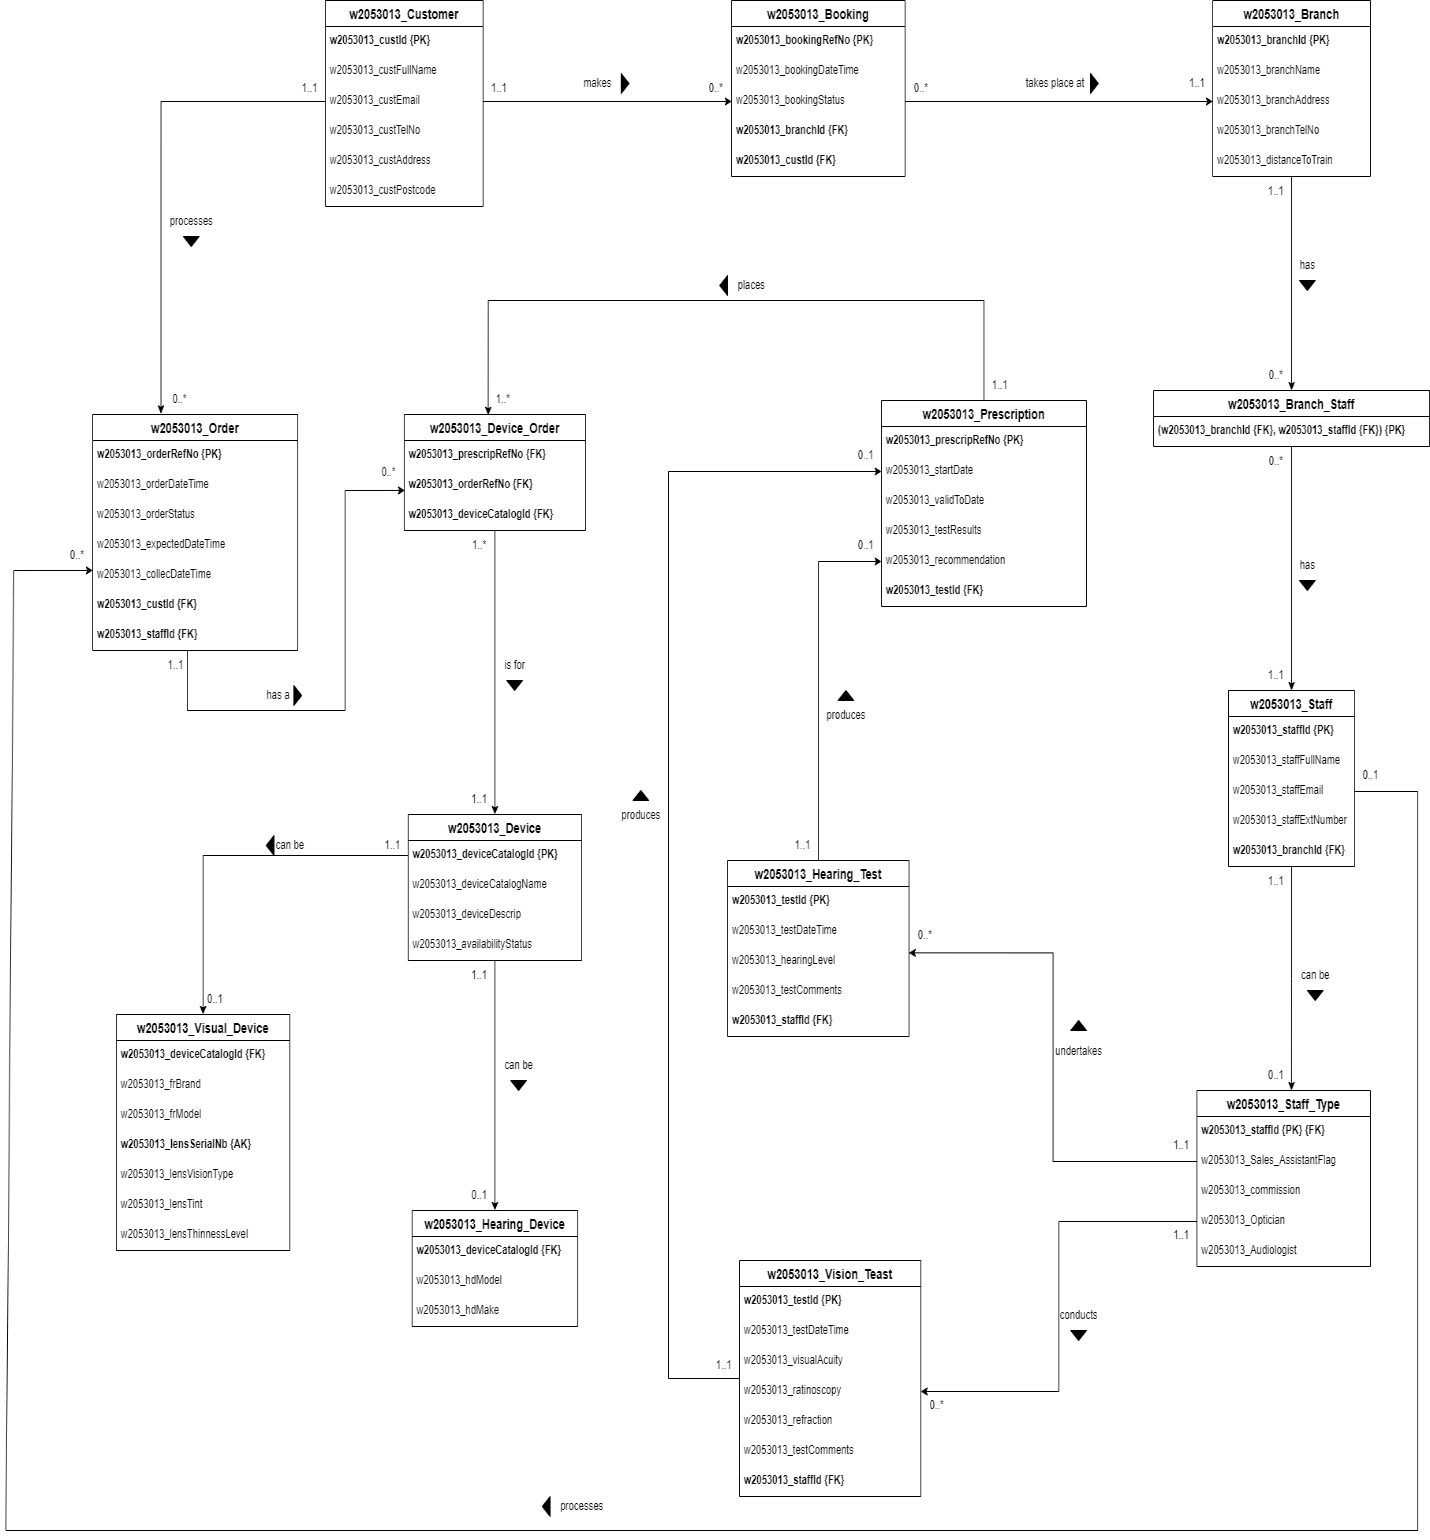 w2053013_Customer
w2053013_custId {PK}
w2053013_custFullName
w2053013_custEmail
w2053013_custTelNo
w2053013_custAddress
w2053013_custPostcode
1..1
1..1
makes
0..*
w2053013_Booking
w2053013_bookingRefNo {PK}
w2053013_bookingDateTime
w2053013_bookingStatus
w2053013_branchId {FK}
w2053013_custId {FK}
0..*
takes place at
1..1
w2053013_Branch
w2053013_branchId {PK}
w2053013_branchName
w2053013_branchAddress
w2053013_branchTelNo
w2053013_distanceToTrain
1..1
processes
has
places
0..*
1..*
1..1
0..*
w2053013_Order
w2053013_orderRefNo {PK}
w2053013_orderDateTime
w2053013_orderStatus
w2053013_expectedDateTime
w2053013_collecDateTime
w2053013_custId {FK}
w2053013_staffId {FK}
0..*
1..1
has a
0..*
w2053013_Device_Order
w2053013_prescripRefNo {FK}
w2053013_orderRefNo {FK}
w2053013_deviceCatalogId {FK}
1..*
is for
1..1
w2053013_Prescription
w2053013_prescripRefNo {PK}
w2053013_startDate
w2053013_validToDate
w2053013_testResults
w2053013_recommendation
w2053013_testId {FK}
0..1
0..1
produces
produces
w2053013_Branch_Staff
(w2053013_branchId {FK}, w2053013_staffId {FK}) {PK}
0..*
has
1..1
w2053013_Staff
w2053013_staffId {PK}
w2053013_staffFullName
w2053013_staffEmail
w2053013_staffExtNumber
w2053013_branchId {FK}
0..1
1..1
can be
0..1
w2053013_Device
w2053013_deviceCatalogId {PK}
w2053013_deviceCatalogName
w2053013_deviceDescrip
w2053013_availabilityStatus
can be
1..1
1..1
0..1
can be
0..1
w2053013_Visual_Device
w2053013_deviceCatalogId {FK}
w2053013_frBrand
w2053013_frModel
w2053013_lensSerialNb {AK}
w2053013_lensVisionType
w2053013_lensTint
w2053013_lensThinnessLevel
w2053013_Hearing_Device
w2053013_deviceCatalogId {FK}
w2053013_hdModel
w2053013_hdMake
1..1
w2053013_Hearing_Test
w2053013_testId {PK}
w2053013_testDateTime
w2053013_hearingLevel
w2053013_testComments
w2053013_staffId {FK}
0..*
undertakes
1..1
w2053013_Staff_Type
w2053013_staffId {PK} {FK}
w2053013_Sales_AssistantFlag
w2053013_commission
w2053013_Optician
w2053013_Audiologist
1..1
conducts
0..*
1..1
w2053013_Vision_Teast
w2053013_testId {PK}
w2053013_testDateTime
w2053013_visualAcuity
w2053013_ratinoscopy
w2053013_refraction
w2053013_testComments
w2053013_staffId {FK}
processes